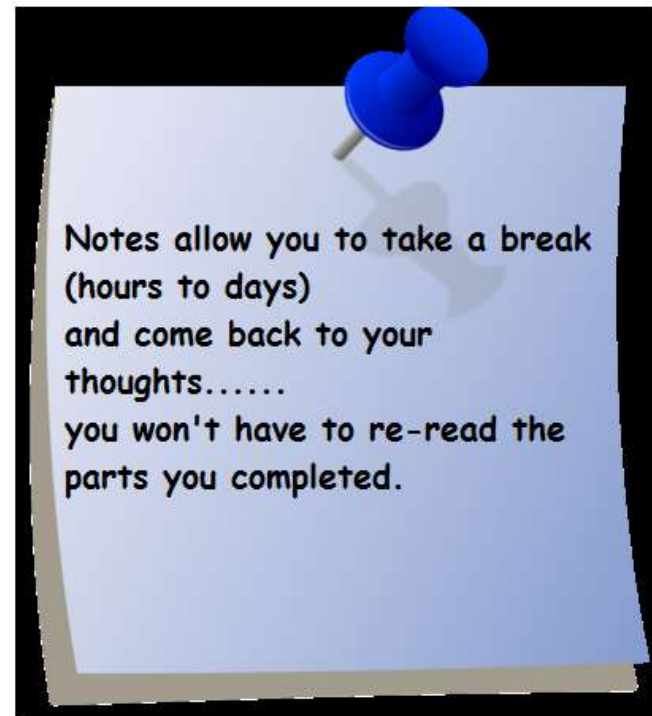 Notes allow you to take a break
(hours to days)
and come back to your
thoughts......
you won't have to re-read the
parts you completed.